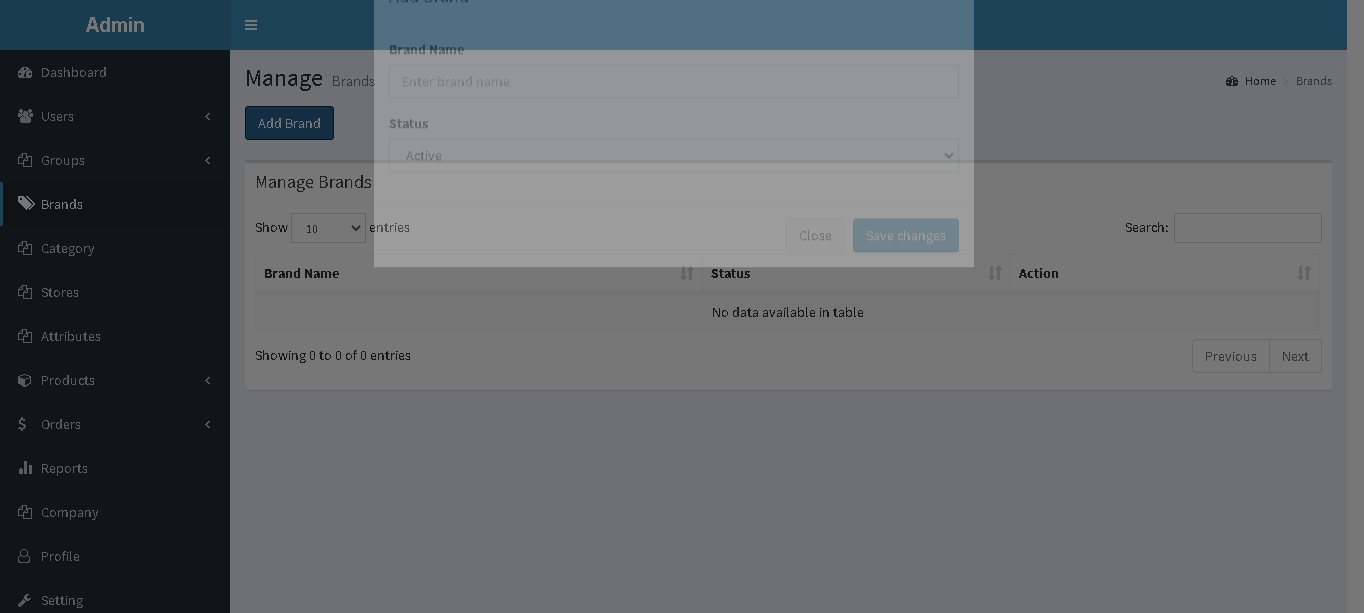 Admin
Add Brand
Brand Name
Enter brand name
Status
Active
Close Save changes
Dashboard
Users
Groups
Brands
Category
Stores
Attributes
Products
Orders
Reports
Company
Profile
Setting
Manage Brands
Home > Brands
Add Brand
Manage Brands
Show 10 entries
Search:
Brand Name Status Action
No data available in table
Showing 0 to 0 of 0 entries
Previous Next